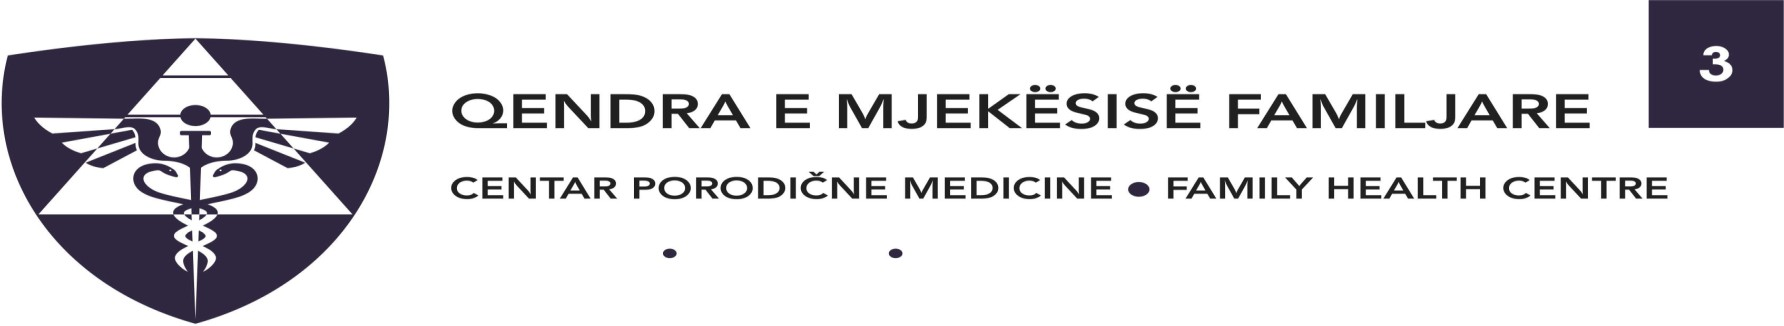 3
QENDRA E MJEKËSISË FAMILJARE
CENTAR PORODIČNE MEDICINE • FAMILY HEALTH CENTRE